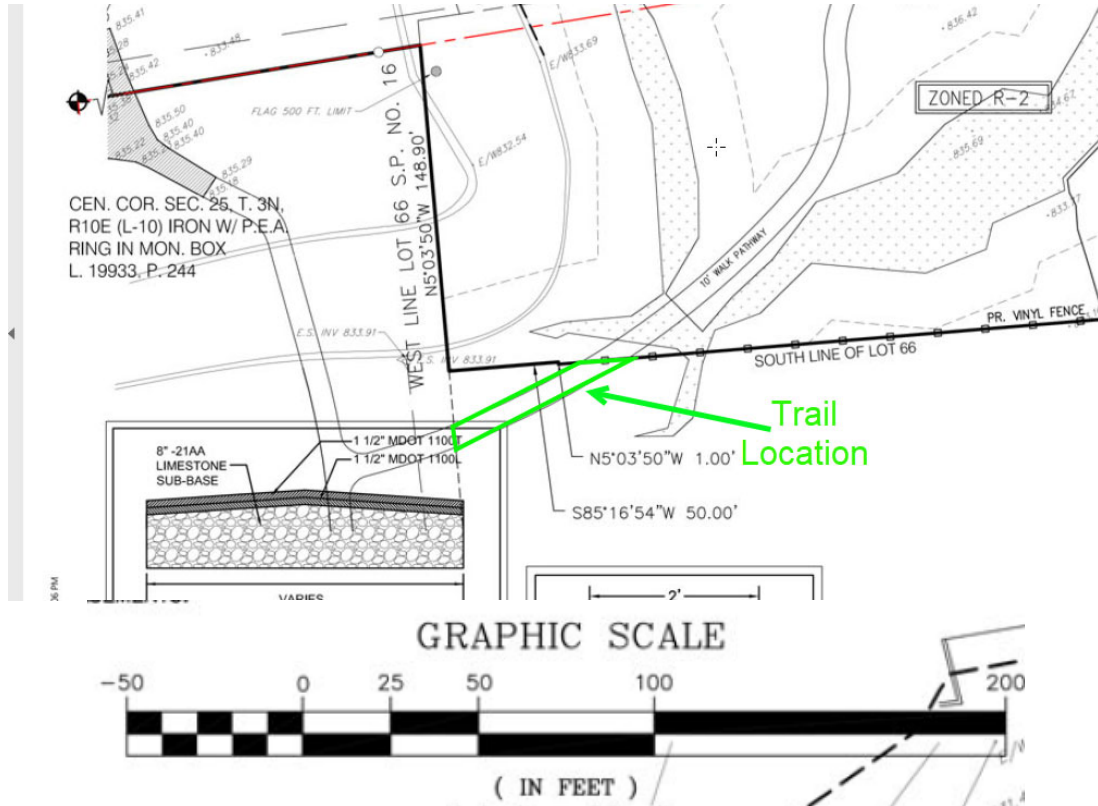 835.41
833.48
835.42
835.50
835.40
835.40
835.22
835.29
835.18
E/W833.69
836.42
FLAG 500 FT. LIMIT
E/W832.54
ZONED R-2
835.69
WEST LINE LOT 66 S.P. NO. 16
N5°03'50"W 148.90'
CEN. COR. SEC. 25, T. 3N,
R10E (L-10) IRON W/ P.E.A.
RING IN MON. BOX
L. 19933, P. 244
10' WALK PATHWAY
E.S. INV 833.91
E.S. INV 833.91
PR. VINYL FENCE
SOUTH LINE OF LOT 66
Trail
Location
N5°03'50"W 1.00'
S85°16'54"W 50.00'
8" -21AA
LIMESTONE
SUB-BASE
1 1/2" MDOT 1100T
1 1/2" MDOT 1100L
VARIES
2'
GRAPHIC SCALE
-50 0 25 50 100 200
( IN FEET )